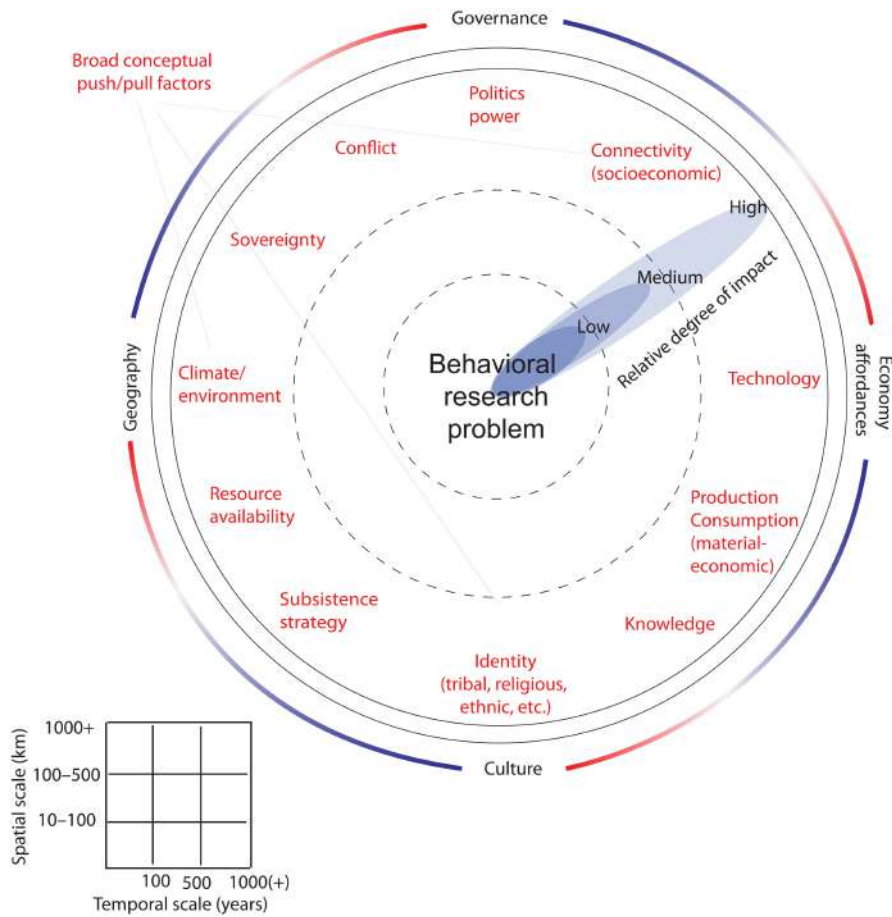 Governance
Broad conceptual
push/pull factors
Politics
power
Conflict
Connectivity
(socioeconomic)
High
Sovereignty
Medium
Low
Relative degree of impact
Geography
Climate/
environment
Behavioral
research
problem
Technology
Economy
affordances
Resource
availability
Production
Consumption
(material-
economic)
Subsistence
strategy
Knowledge
Identity
(tribal, religious,
ethnic, etc.)
Culture
Spatial scale (km)
1000+
100–500
10–100
100 500 1000(+)
Temporal scale (years)